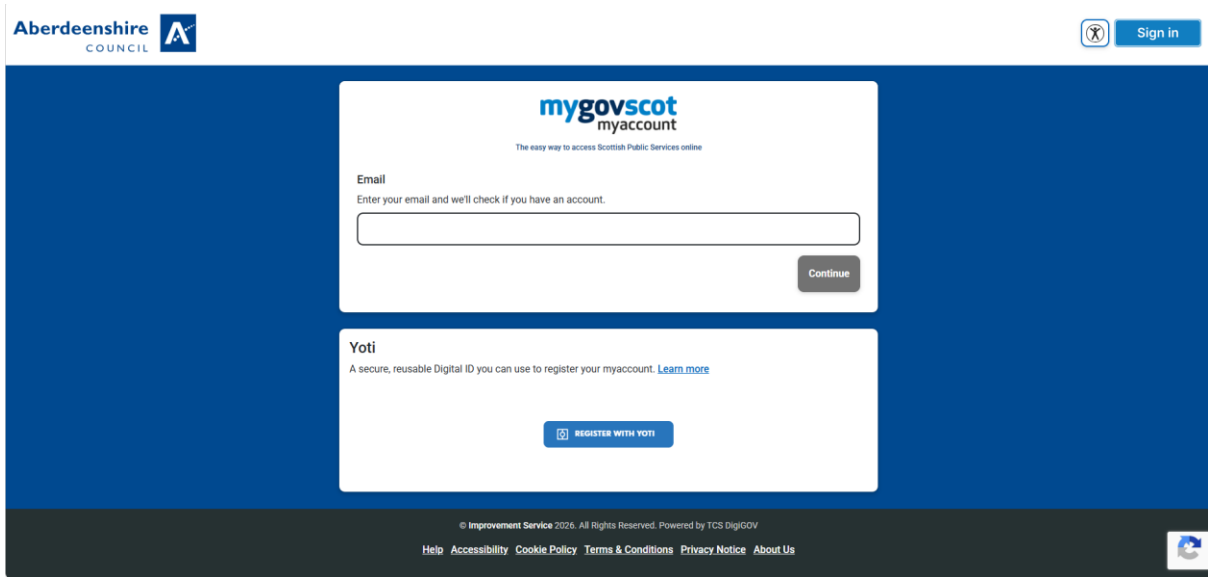 Aberdeenshire
COUNCIL
Sign in
mygovscot
myaccount
The easy way to access Scottish Public Services online
Email
Enter your email and we'll check if you have an account.
Continue
Yoti
A secure, reusable Digital ID you can use to register your myaccount. Learn more
REGISTER WITH YOTI
© Improvement Service 2026. All Rights Reserved. Powered by TCS DigiGOV
Help Accessibility Cookie Policy Terms & Conditions Privacy Notice About Us